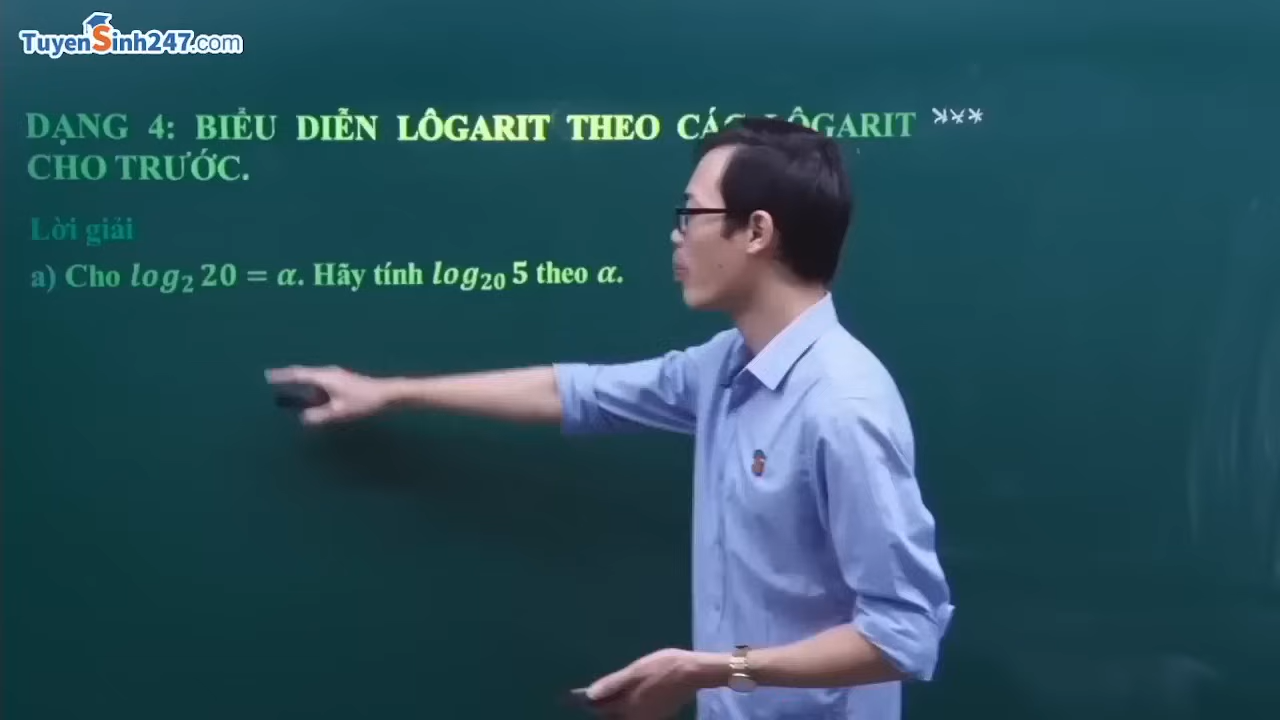 TuyenSinh247.com
DẠNG 4: BIỂU DIỄN LÔGARIT THEO CÁC LÔGARIT ***
CHO TRƯỚC.
Lời giải
a) Cho log₂ 20 = α. Hãy tính log₂₀ 5 theo α.